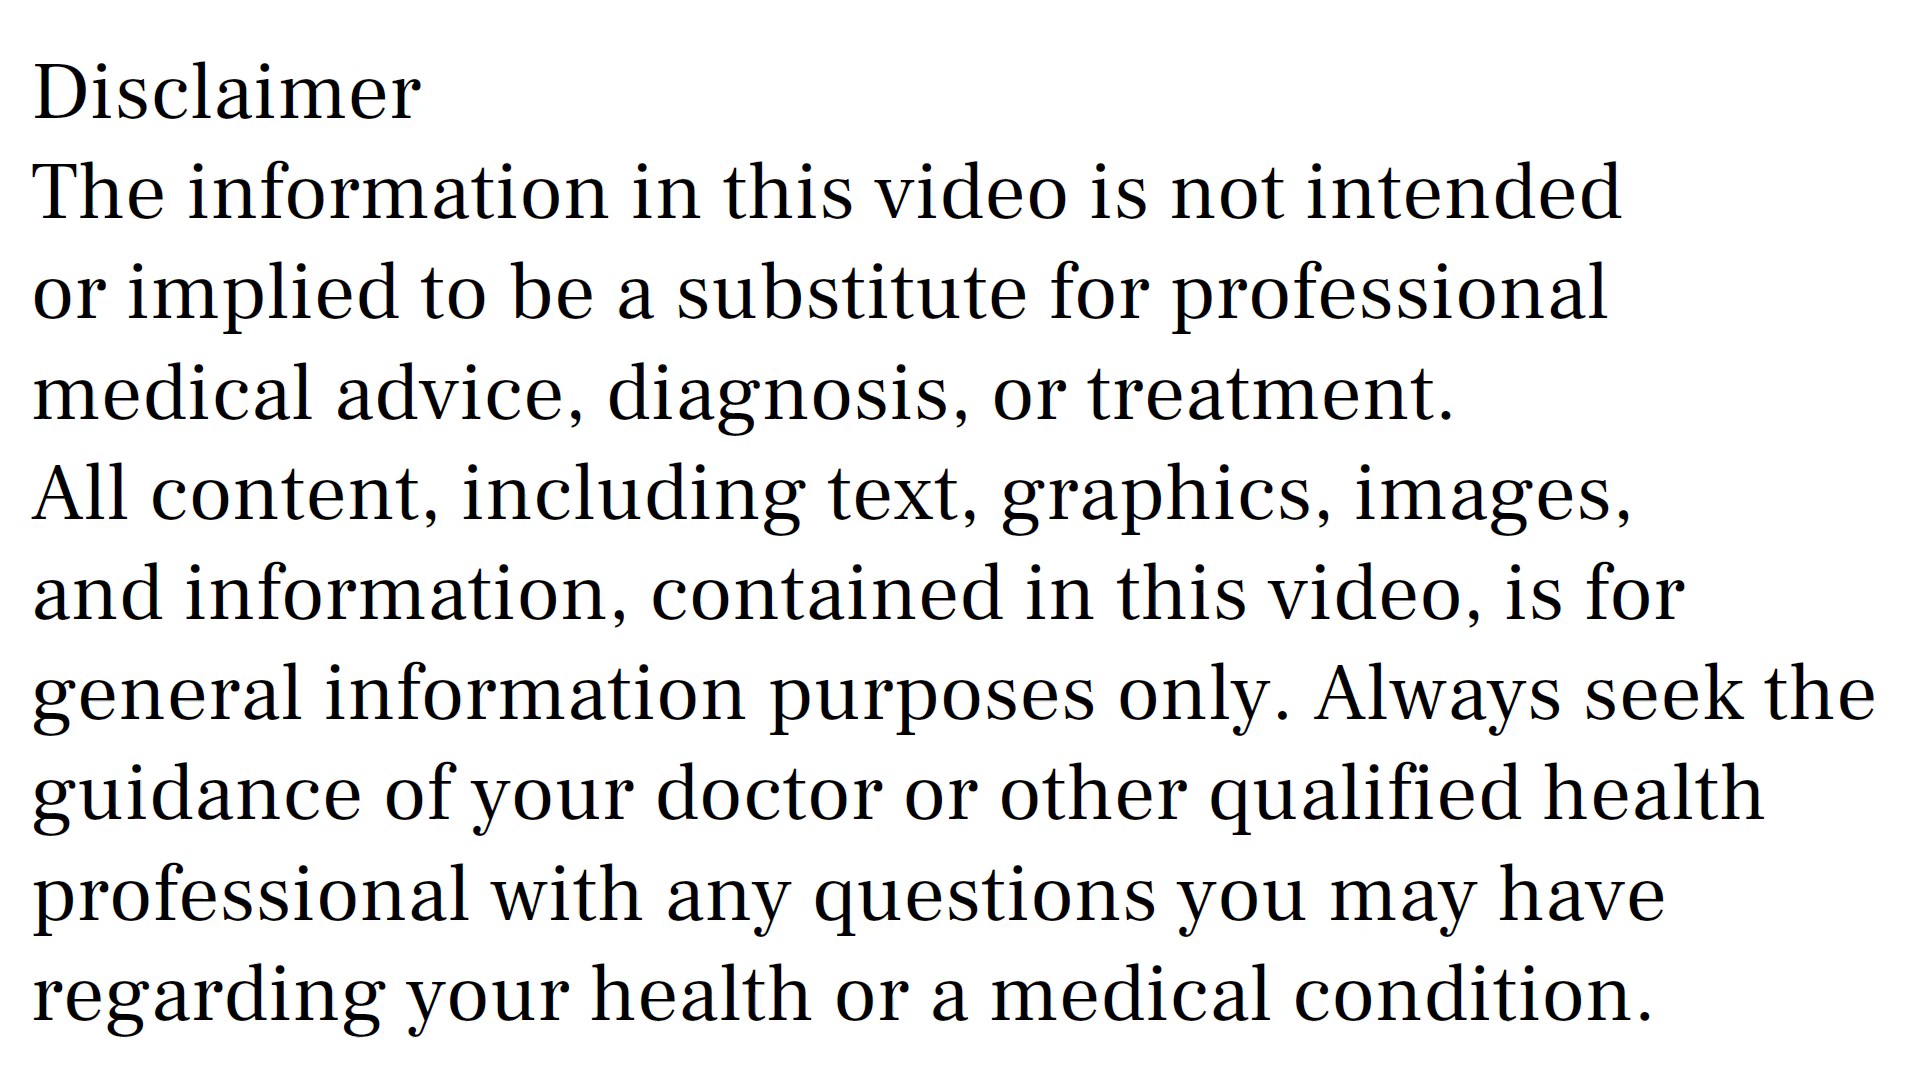 Disclaimer
The information in this video is not intended
or implied to be a substitute for professional
medical advice, diagnosis, or treatment.
All content, including text, graphics, images,
and information, contained in this video, is for
general information purposes only. Always seek the
guidance of your doctor or other qualified health
professional with any questions you may have
regarding your health or a medical condition.